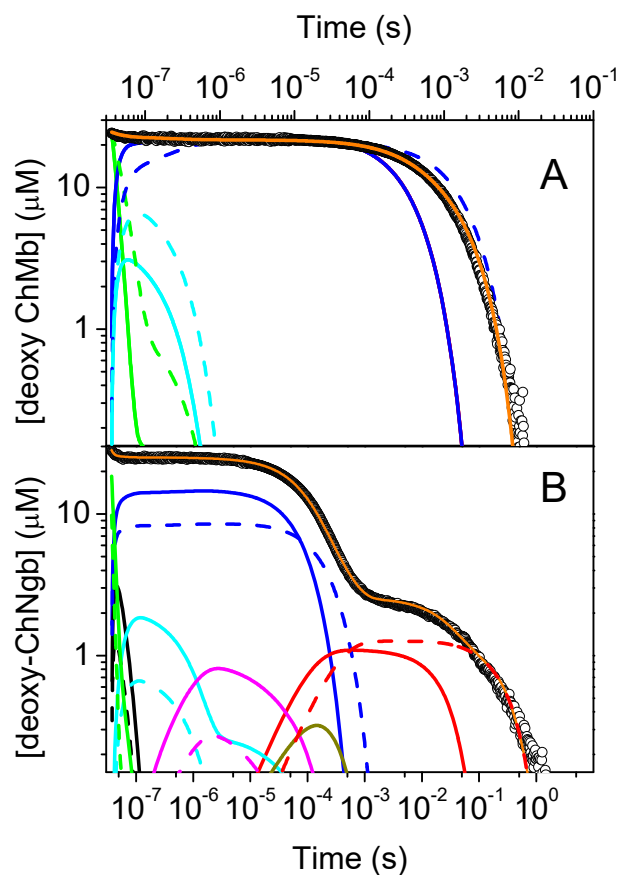 Time (s)
10⁻⁷ 10⁻⁶ 10⁻⁵ 10⁻⁴ 10⁻³ 10⁻² 10⁻¹
A
10
1
[deoxy ChMb] (μM)
B
10
1
[deoxy-ChNgb] (μM)
10⁻⁷ 10⁻⁶ 10⁻⁵ 10⁻⁴ 10⁻³ 10⁻² 10⁻¹ 10⁰
Time (s)